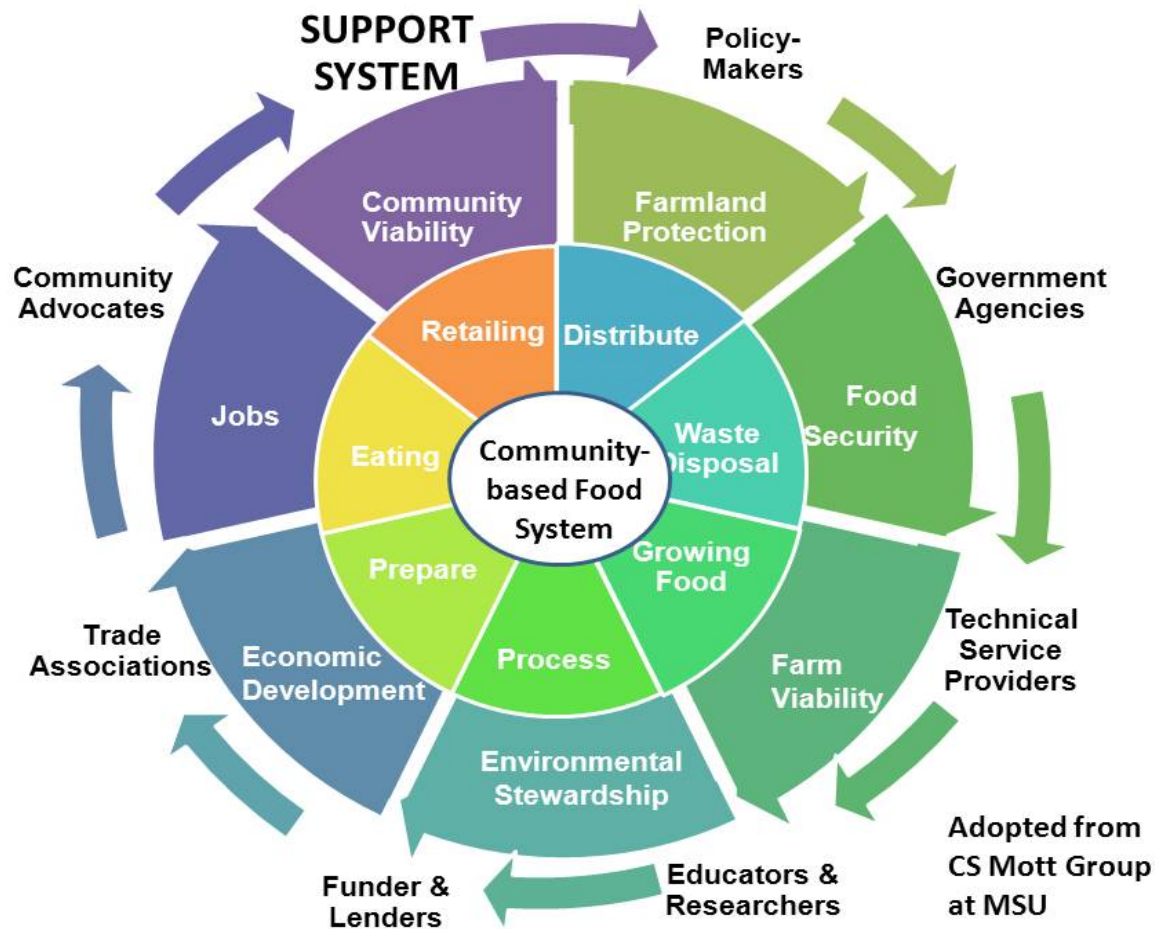 SUPPORT
SYSTEM
Policy-
Makers
Community
Viability
Farmland
Protection
Community
Advocates
Government
Agencies
Retailing
Distribute
Jobs
Food
Security
Eating
Waste
Disposal
Community-
based Food
System
Prepare
Growing
Food
Trade
Associations
Economic
Development
Process
Farm
Viability
Technical
Service
Providers
Environmental
Stewardship
Funder &
Lenders
Educators &
Researchers
Adopted from
CS Mott Group
at MSU